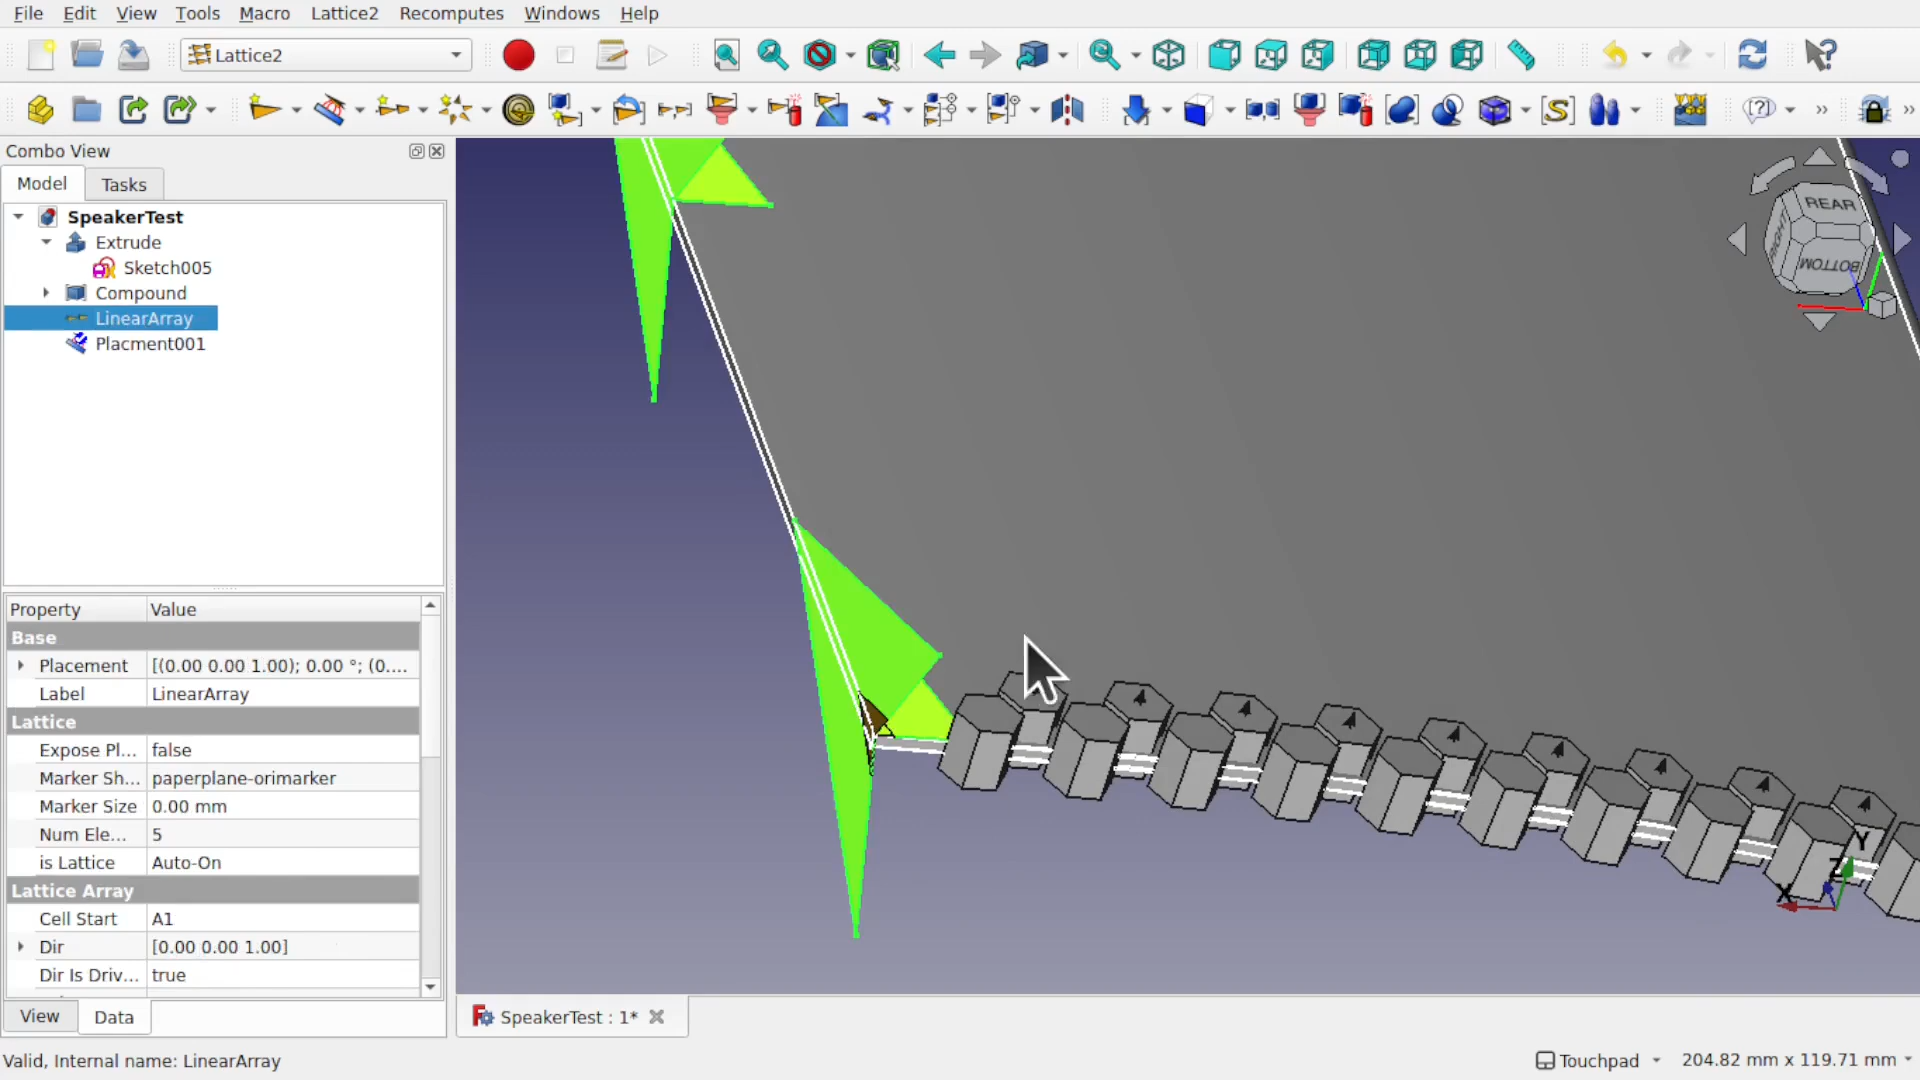 File Edit View Tools Macro Lattice2 Recomputes Windows Help
Lattice2
Combo View
Model Tasks
SpeakerTest
Extrude
Sketch005
Compound
LinearArray
Placment001
Property Value
Base
Placement [(0.00 0.00 1.00); 0.00 °; (0....
Label LinearArray
Lattice
Expose Pl... false
Marker Sh... paperplane-orimarker
Marker Size 0.00 mm
Num Ele... 5
is Lattice Auto-On
Lattice Array
Cell Start A1
Dir [0.00 0.00 1.00]
Dir Is Driv... true
View Data
REAR
RIGHT
BOTTOM
Y
Z
X
SpeakerTest : 1*
Valid, Internal name: LinearArray
Touchpad 204.82 mm x 119.71 mm